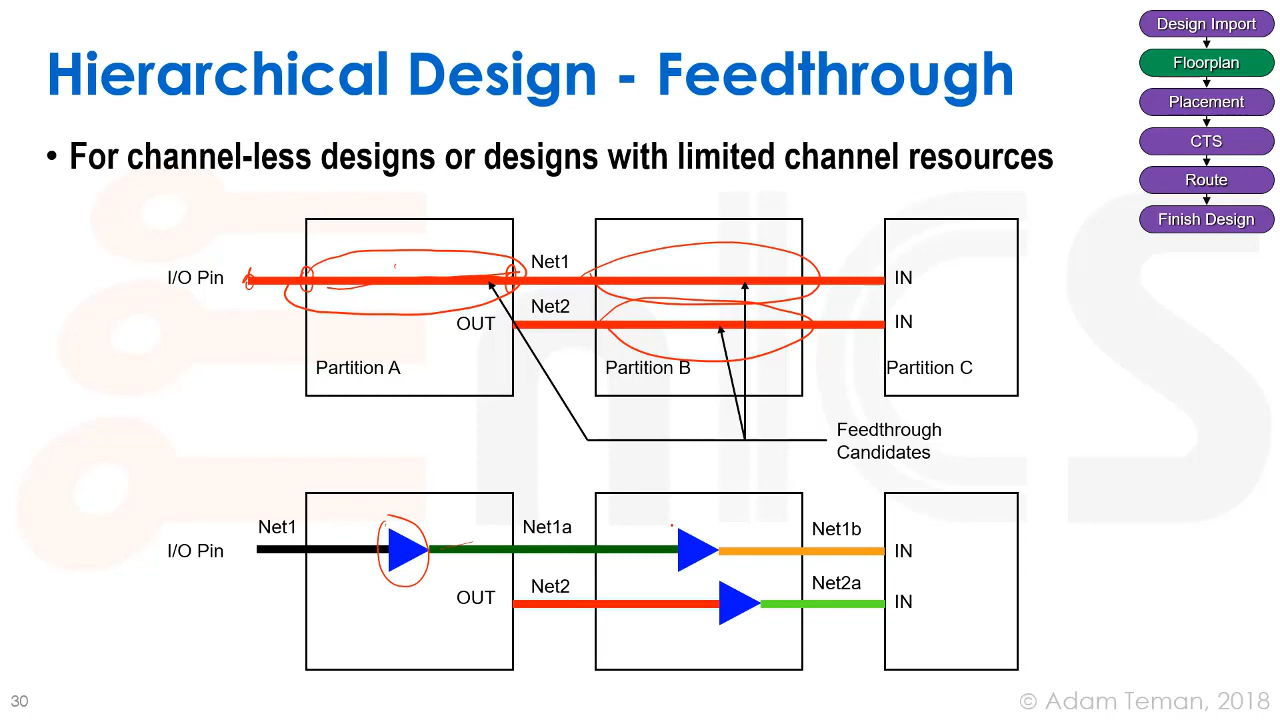 Hierarchical Design - Feedthrough
Design Import
Floorplan
Placement
CTS
Route
Finish Design
• For channel-less designs or designs with limited channel resources
I/O Pin
Net1
IN
OUT
Net2
IN
Partition A
Partition B
Partition C
Feedthrough
Candidates
Net1
Net1a
Net1b
I/O Pin
IN
OUT
Net2
Net2a
IN
nICS
30
© Adam Teman, 2018